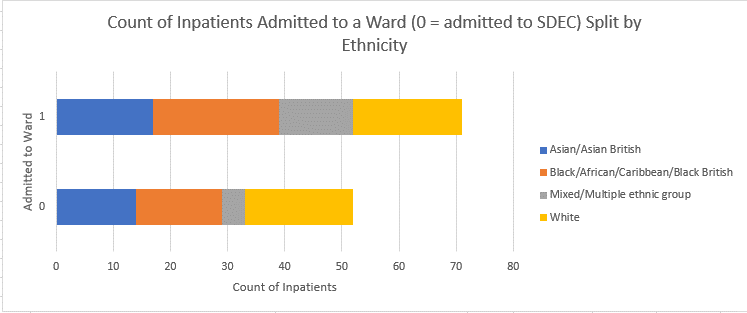 Count of Inpatients Admitted to a Ward (0 = admitted to SDEC) Split by
Ethnicity
Admitted to Ward
1
0
0 10 20 30 40 50 60 70 80
Count of Inpatients
Asian/Asian British
Black/African/Caribbean/Black British
Mixed/Multiple ethnic group
White